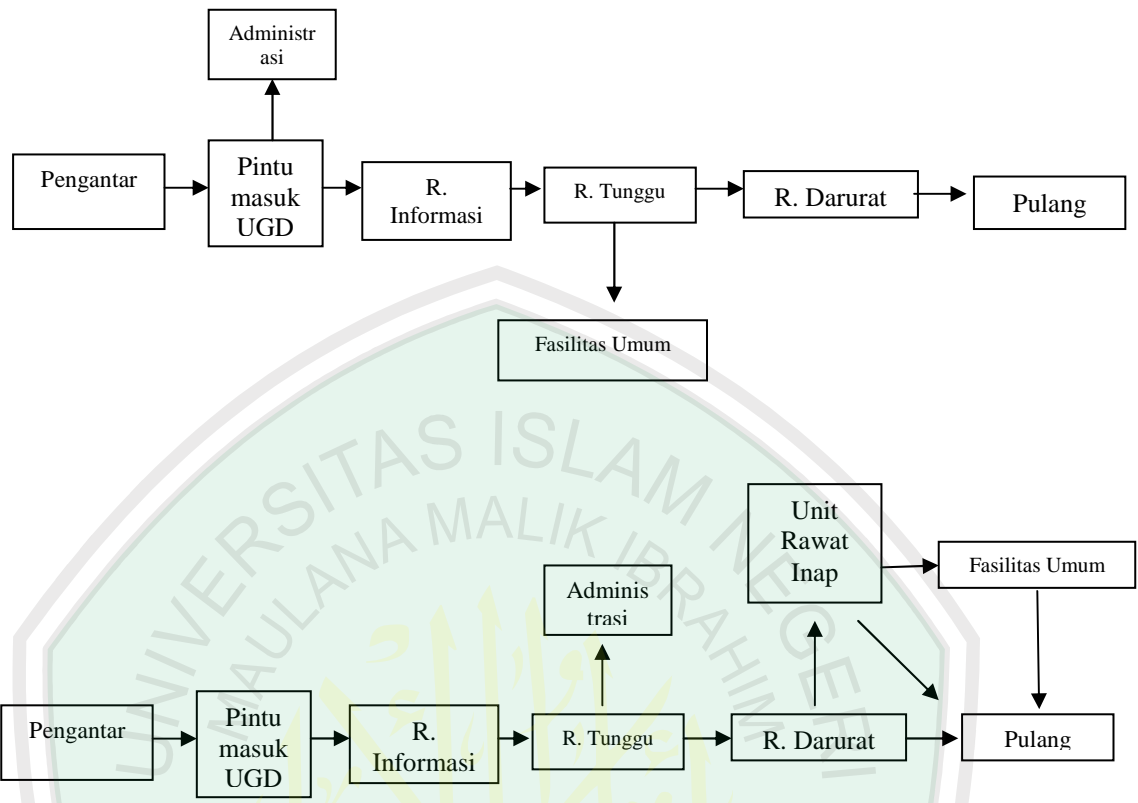 Administr
asi
Pengantar
Pintu
masuk
UGD
R.
Informasi
R. Tunggu
R. Darurat
Pulang
Fasilitas Umum
UNIVERSITAS ISLAM NEGERI
MAULANA MALIK IBRAHIM
Unit
Rawat
Inap
Fasilitas Umum
Adminis
trasi
Pengantar
Pintu
masuk
UGD
R.
Informasi
R. Tunggu
R. Darurat
Pulang